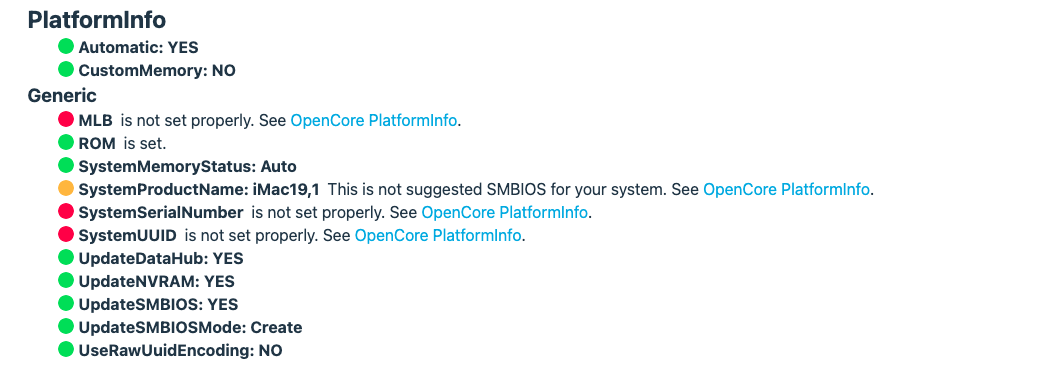 PlatformInfo
Automatic: YES
CustomMemory: NO
Generic
MLB is not set properly. See OpenCore PlatformInfo.
ROM is set.
SystemMemoryStatus: Auto
SystemProductName: iMac19,1 This is not suggested SMBIOS for your system. See OpenCore PlatformInfo.
SystemSerialNumber is not set properly. See OpenCore PlatformInfo.
SystemUUID is not set properly. See OpenCore PlatformInfo.
UpdateDataHub: YES
UpdateNVRAM: YES
UpdateSMBIOS: YES
UpdateSMBIOSMode: Create
UseRawUuidEncoding: NO